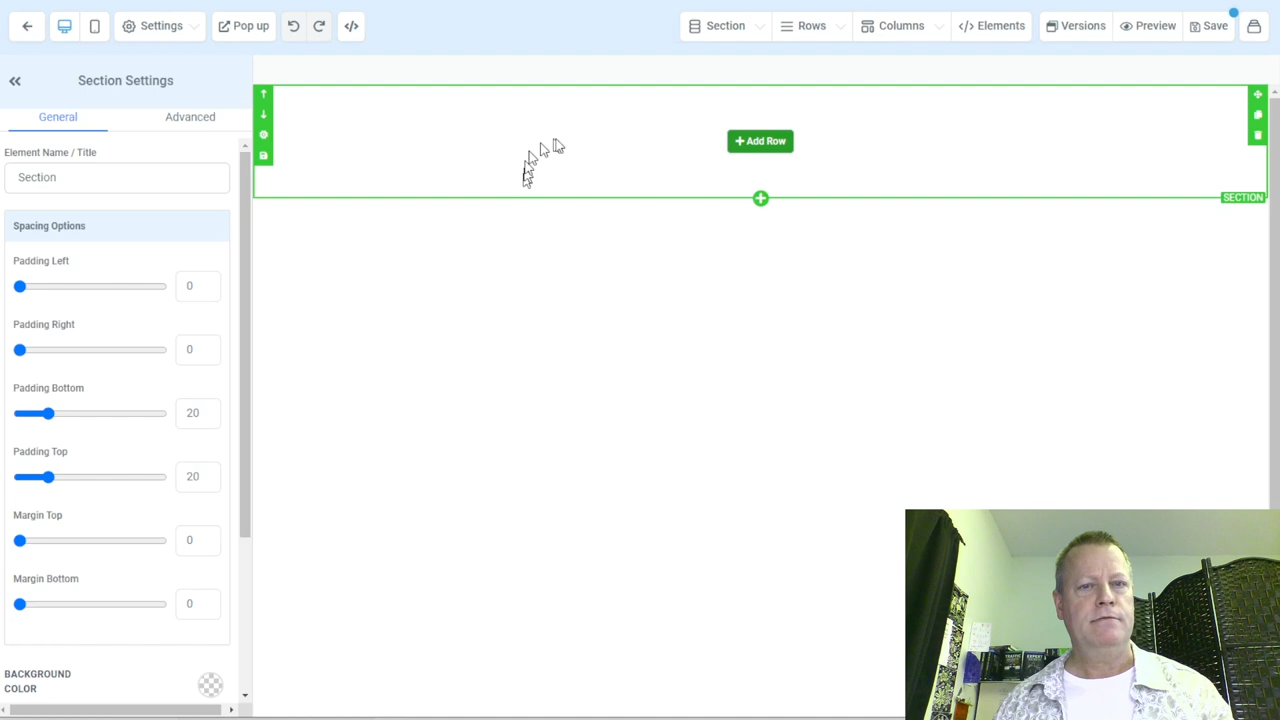 Settings
Pop up
Section
Rows
Columns
</> Elements
Versions
Preview
Save
Section Settings
General
Advanced
Element Name / Title
Section
Spacing Options
Padding Left
0
Padding Right
0
Padding Bottom
20
Padding Top
20
Margin Top
0
Margin Bottom
0
BACKGROUND
COLOR
+ Add Row
SECTION